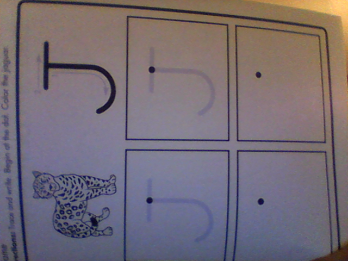 Trace and write. Begin at the dot. Color the jaguar.
J
J
J